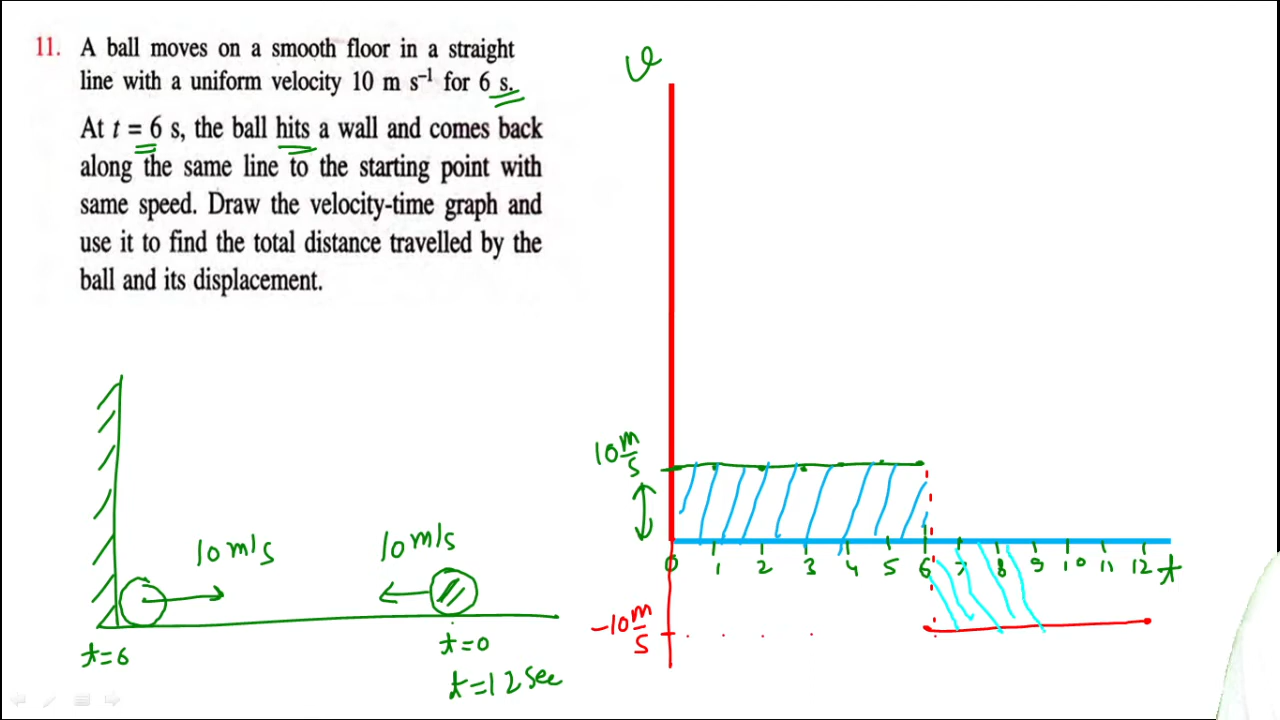 11. A ball moves on a smooth floor in a straight
line with a uniform velocity 10 m s⁻¹ for 6 s.
At t = 6 s, the ball hits a wall and comes back
along the same line to the starting point with
same speed. Draw the velocity-time graph and
use it to find the total distance travelled by the
ball and its displacement.
10 m/s
10 m/s
t=6
t=0
t=12 sec
v
10 m/s
0 1 2 3 4 5 6 7 8 9 10 11 12 t
-10 m/s